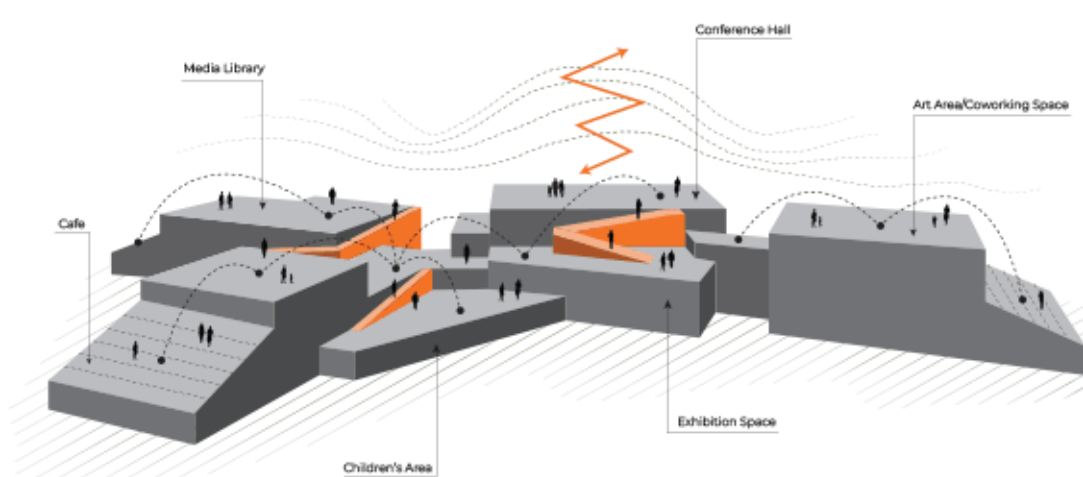 Conference Hall
Media Library
Art Area/Coworking Space
Cafe
Exhibition Space
Children's Area